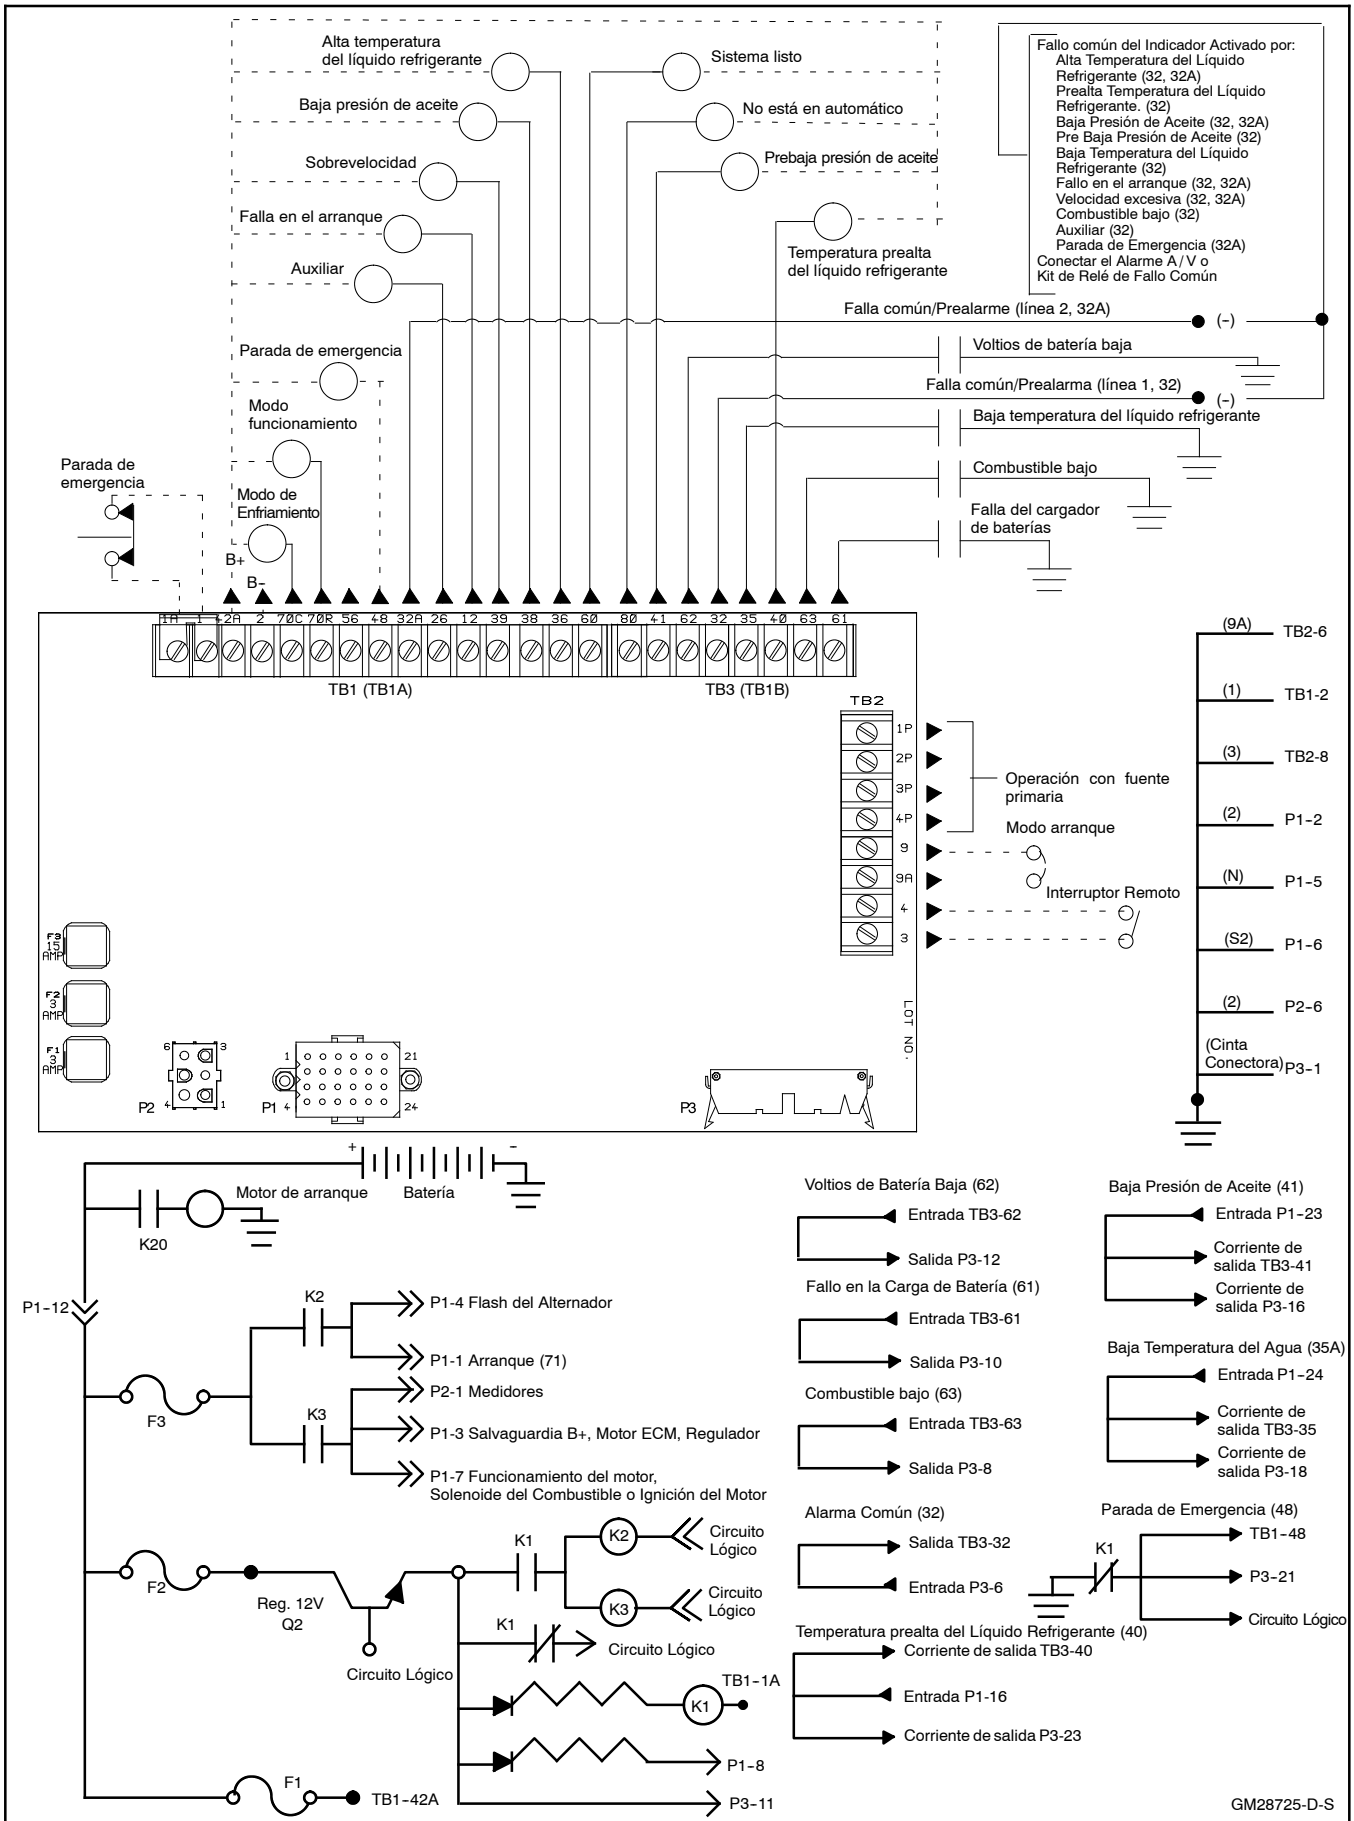 Alta temperatura
del líquido refrigerante
Sistema listo
Baja presión de aceite
No está en automático
Sobrevelocidad
Prebaja presión de aceite
Falla en el arranque
Temperatura prealta
del líquido refrigerante
Auxiliar
Fallo común del Indicador Activado por:
Alta Temperatura del Líquido
Refrigerante (32, 32A)
Prealta Temperatura del Líquido
Refrigerante. (32)
Baja Presión de Aceite (32, 32A)
Pre Baja Presión de Aceite (32)
Baja Temperatura del Líquido
Refrigerante (32)
Fallo en el arranque (32, 32A)
Velocidad excesiva (32, 32A)
Combustible bajo (32)
Auxiliar (32)
Parada de Emergencia (32A)
Conectar el Alarme A/V o
Kit de Relé de Fallo Común
Falla común/Prealarme (línea 2, 32A)
(-)
Parada de emergencia
Voltios de batería baja
Falla común/Prealarma (línea 1, 32)
(-)
Modo
funcionamiento
Baja temperatura del líquido refrigerante
Parada de
emergencia
Combustible bajo
Modo de
Enfriamiento
Falla del cargador
de baterías
B+
B-
1A 1 42A 2 70C 70R 56 48 32A 26 12 39 38 36 60 80 41 62 32 35 40 63 61
TB1 (TB1A)
TB3 (TB1B)
TB2
1P
2P
3P
4P
9
9A
4
3
Operación con fuente
primaria
Modo arranque
Interruptor Remoto
(9A) TB2-6
(1) TB1-2
(3) TB2-8
(2) P1-2
(N) P1-5
(S2) P1-6
(2) P2-6
(Cinta
Conectora) P3-1
F3
15
AMP
F2
3
AMP
F1
3
AMP
LOT NO.
6 3
P2 4 1
1 21
P1 4 24
P3
+ -
Motor de arranque
Batería
K20
P1-12
K2
P1-4 Flash del Alternador
P1-1 Arranque (71)
F3
K3
P2-1 Medidores
P1-3 Salvaguardia B+, Motor ECM, Regulador
P1-7 Funcionamiento del motor,
Solenoide del Combustible o Ignición del Motor
F2
Reg. 12V
Q2
Circuito Lógico
K1
K2
Circuito
Lógico
K3
Circuito
Lógico
K1
Circuito Lógico
K1
TB1-1A
P1-8
P3-11
F1
TB1-42A
Voltios de Batería Baja (62)
Entrada TB3-62
Salida P3-12
Fallo en la Carga de Batería (61)
Entrada TB3-61
Salida P3-10
Combustible bajo (63)
Entrada TB3-63
Salida P3-8
Alarma Común (32)
Salida TB3-32
Entrada P3-6
Temperatura prealta del Líquido Refrigerante (40)
Corriente de salida TB3-40
Entrada P1-16
Corriente de salida P3-23
Baja Presión de Aceite (41)
Entrada P1-23
Corriente de
salida TB3-41
Corriente de
salida P3-16
Baja Temperatura del Agua (35A)
Entrada P1-24
Corriente de
salida TB3-35
Corriente de
salida P3-18
Parada de Emergencia (48)
K1
TB1-48
P3-21
Circuito Lógico
GM28725-D-S